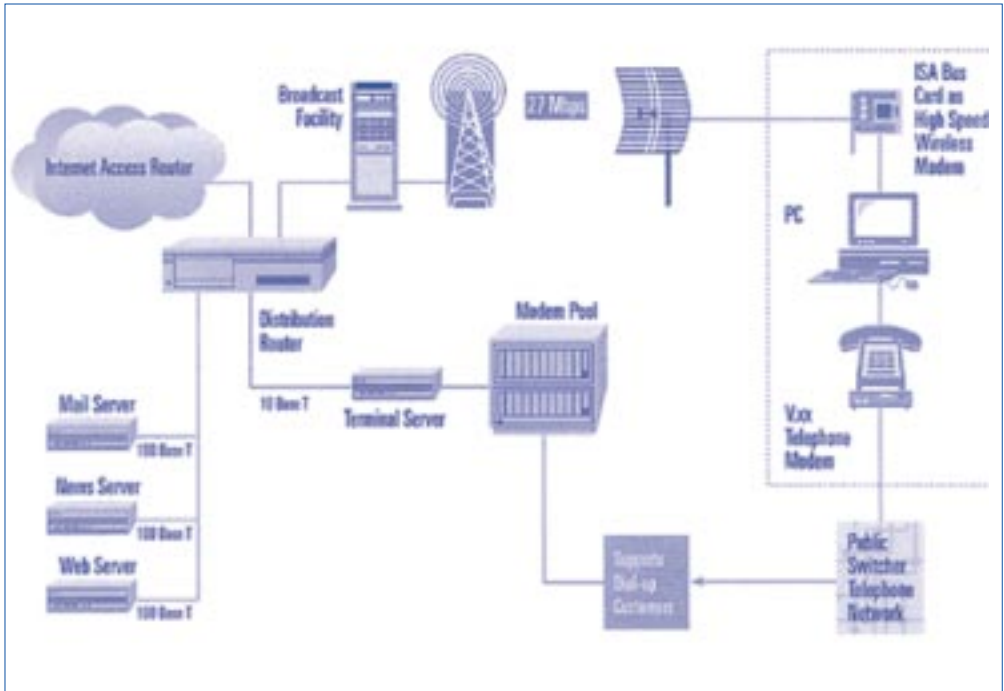 Broadcast
Facility
27 Mbps
ISA Bus
Card as
High Speed
Wireless
Modem
Internet Access Router
PC
Distribution
Router
Modem Pool
10 Base T
Terminal Server
V.xx
Telephone
Modem
Mail Server
100 Base T
News Server
100 Base T
Web Server
100 Base T
Supports
Dial-up
Customers
Public
Switcher
Telephone
Network